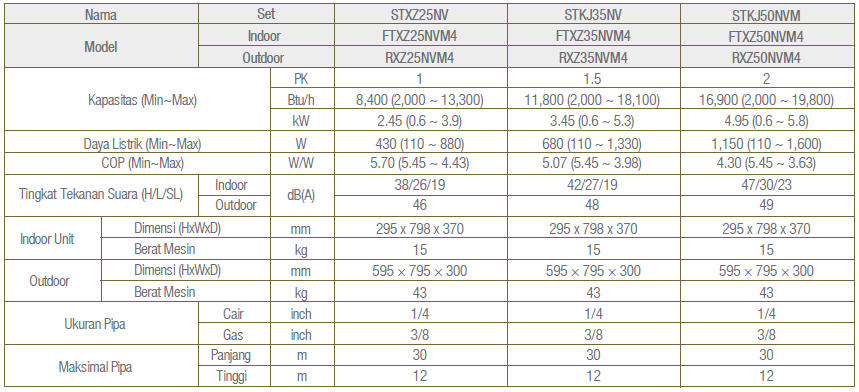 Nama Set STXZ25NV STKJ35NV STKJ50NVM
Model Indoor FTXZ25NVM4 FTXZ35NVM4 FTXZ50NVM4
Outdoor RXZ25NVM4 RXZ35NVM4 RXZ50NVM4
Kapasitas (Min~Max) PK 1 1.5 2
Btu/h 8,400 (2,000 ~ 13,300) 11,800 (2,000 ~ 18,100) 16,900 (2,000 ~ 19,800)
kW 2.45 (0.6 ~ 3.9) 3.45 (0.6 ~ 5.3) 4.95 (0.6 ~ 5.8)
Daya Listrik (Min~Max) W 430 (110 ~ 880) 680 (110 ~ 1,330) 1,150 (110 ~ 1,600)
COP (Min~Max) W/W 5.70 (5.45 ~ 4.43) 5.07 (5.45 ~ 3.98) 4.30 (5.45 ~ 3.63)
Tingkat Tekanan Suara (H/L/SL) Indoor dB(A) 38/26/19 42/27/19 47/30/23
Outdoor 46 48 49
Indoor Unit Dimensi (HxWxD) mm 295 x 798 x 370 295 x 798 x 370 295 x 798 x 370
Berat Mesin kg 15 15 15
Outdoor Dimensi (HxWxD) mm 595 × 795 × 300 595 × 795 × 300 595 × 795 × 300
Berat Mesin kg 43 43 43
Ukuran Pipa Cair inch 1/4 1/4 1/4
Gas inch 3/8 3/8 3/8
Maksimal Pipa Panjang m 30 30 30
Tinggi m 12 12 12